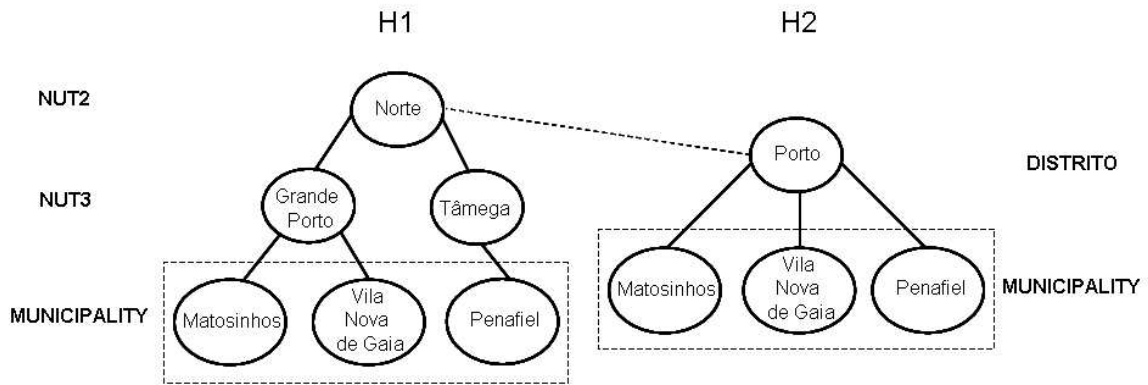 H1
H2
NUT2
Norte
Porto
DISTRITO
NUT3
Grande
Porto
Tâmega
MUNICIPALITY
Matosinhos
Vila
Nova
de Gaia
Penafiel
Matosinhos
Vila
Nova
de Gaia
Penafiel
MUNICIPALITY